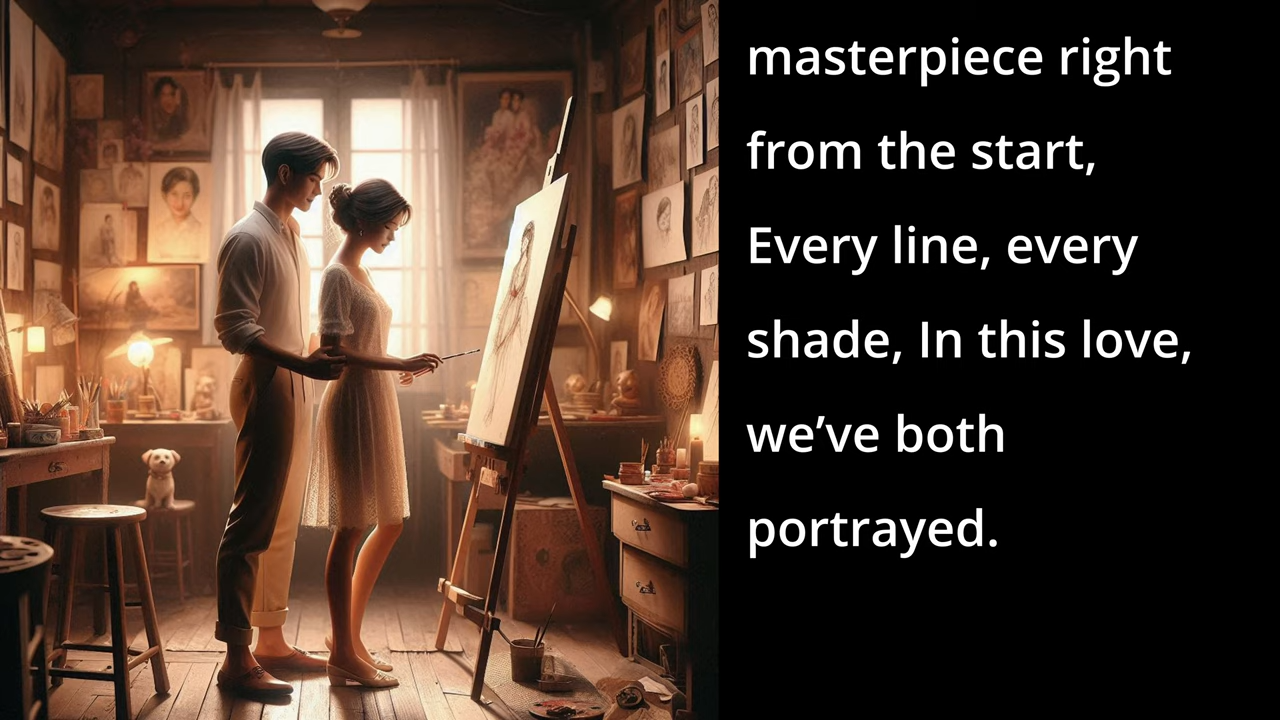 masterpiece right
from the start,
Every line, every
shade, In this love,
we’ve both
portrayed.